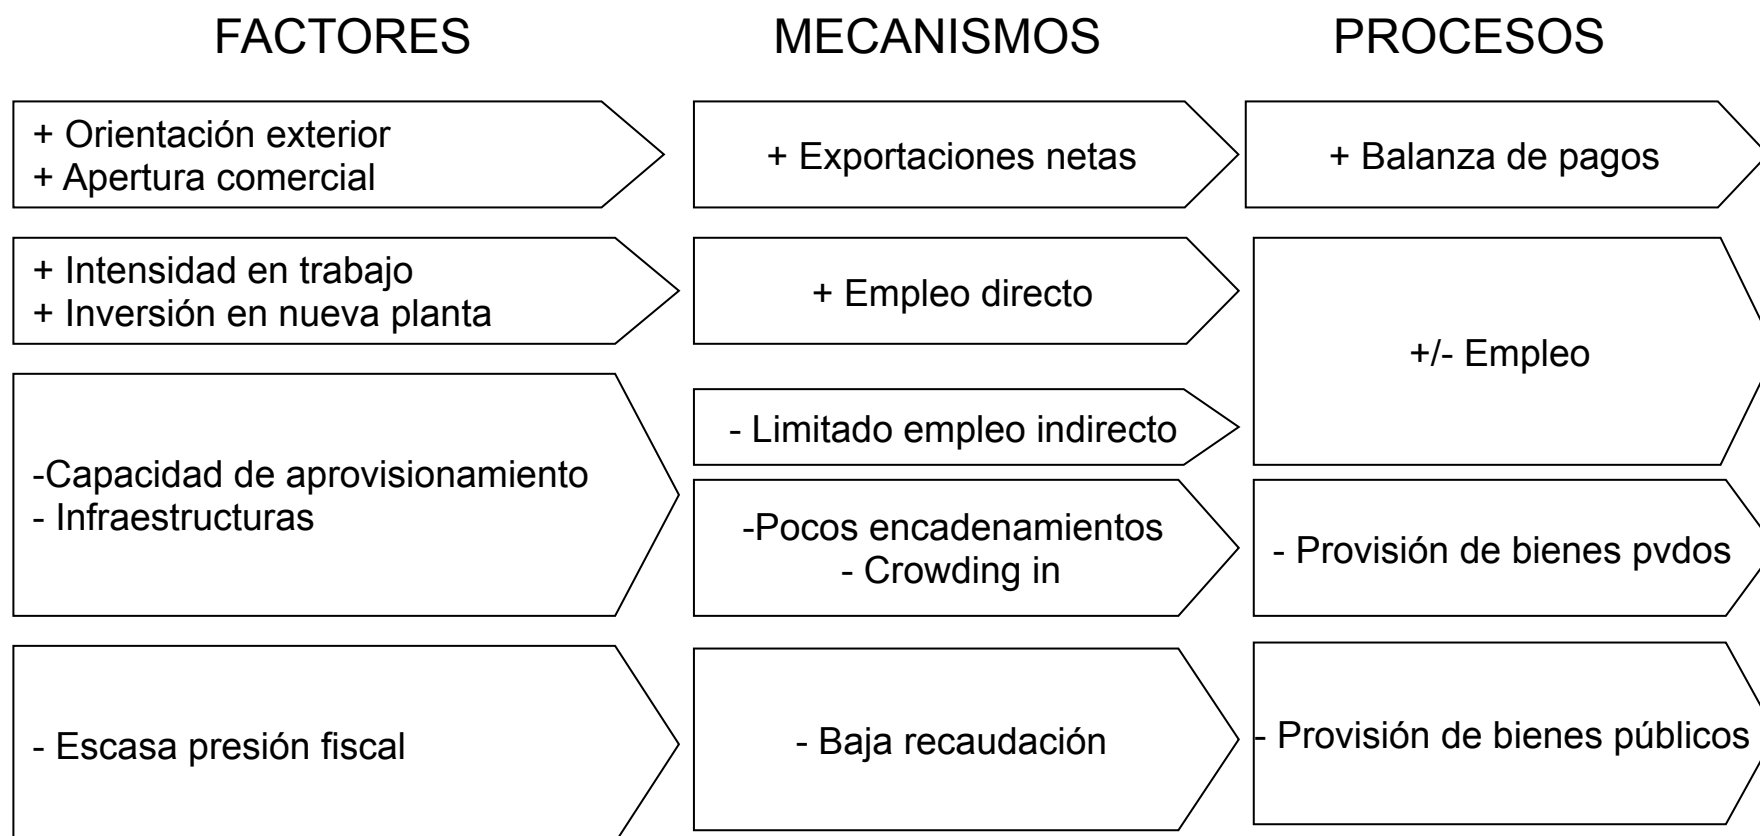 FACTORES
MECANISMOS
PROCESOS
+ Orientación exterior
+ Apertura comercial
+ Exportaciones netas
+ Balanza de pagos
+ Intensidad en trabajo
+ Inversión en nueva planta
+ Empleo directo
+/- Empleo
- Limitado empleo indirecto
-Capacidad de aprovisionamiento
- Infraestructuras
-Pocos encadenamientos
- Crowding in
- Provisión de bienes pvdos
- Escasa presión fiscal
- Baja recaudación
- Provisión de bienes públicos